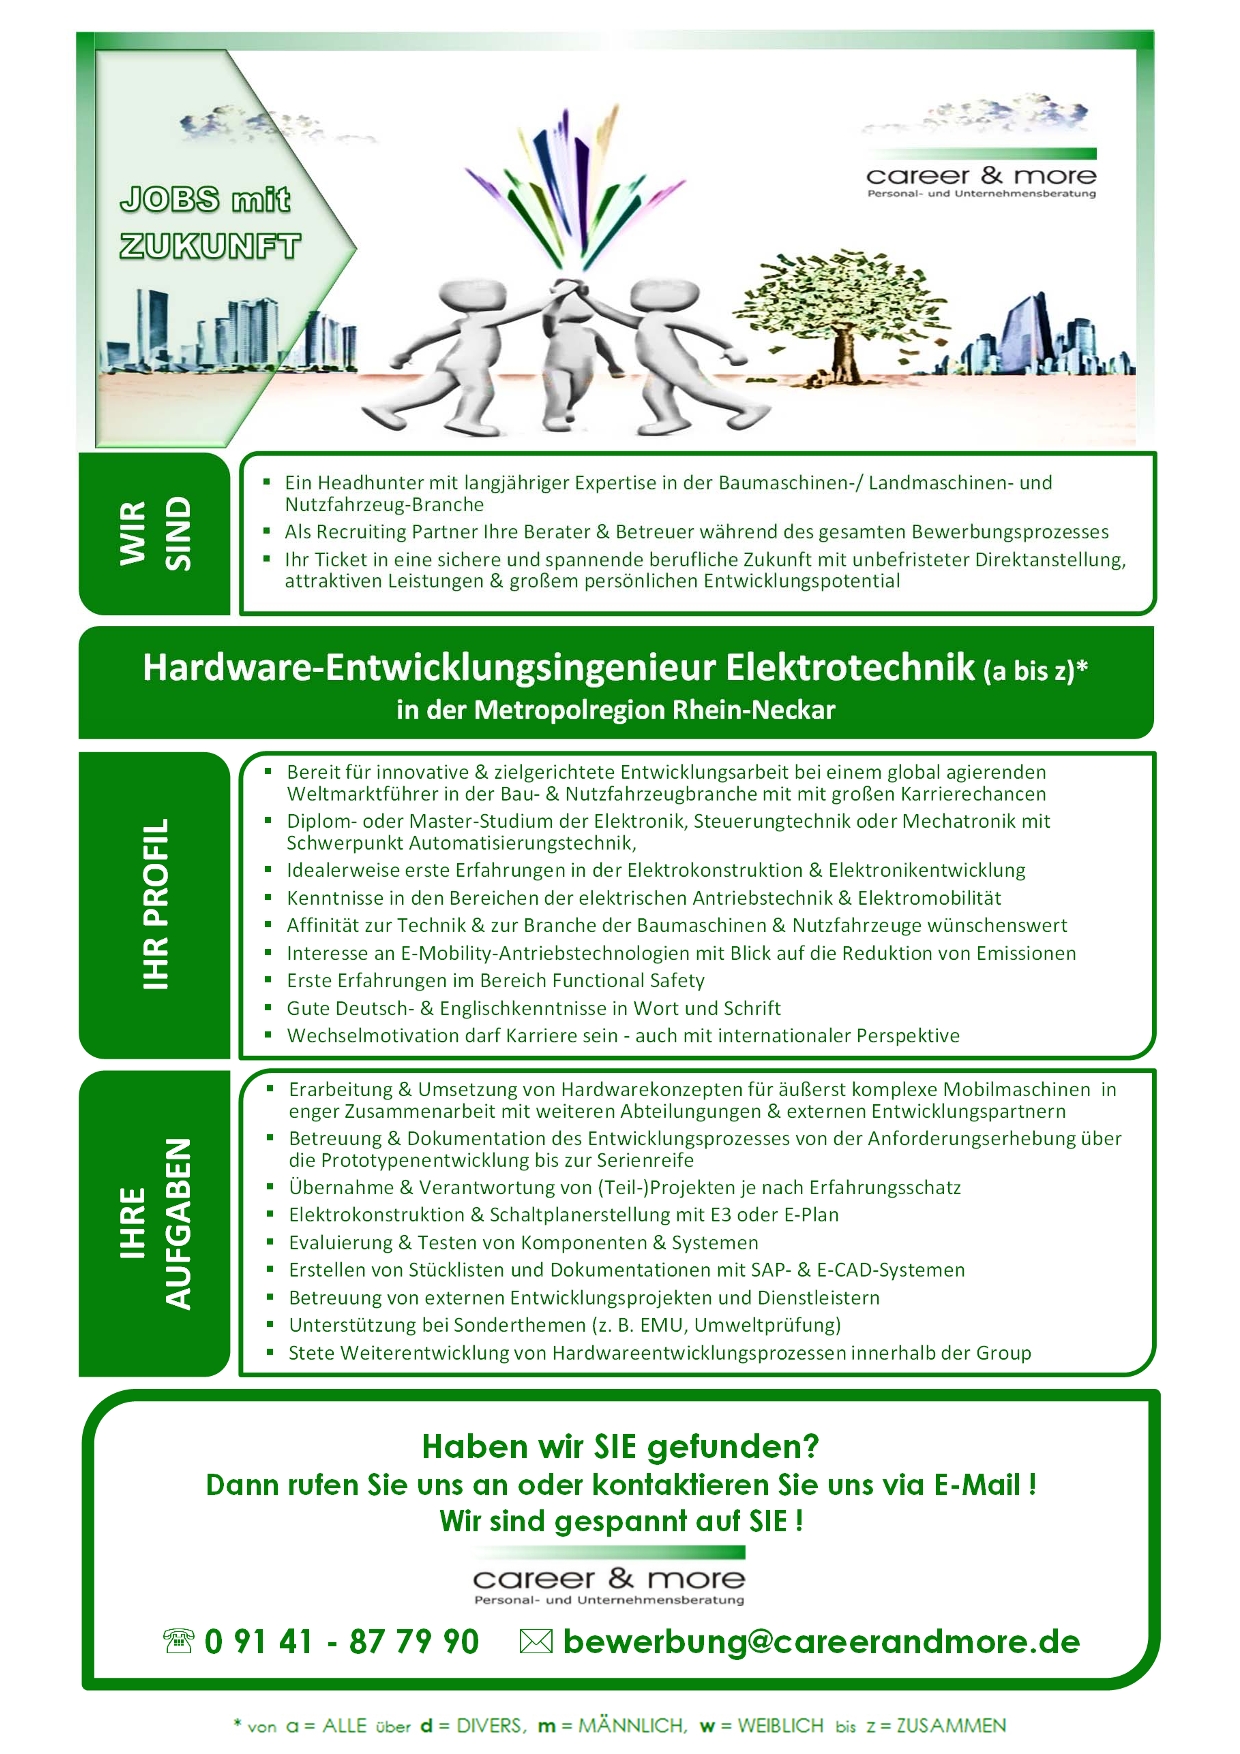 JOBS mit
ZUKUNFT
career & more
Personal- und Unternehmensberatung
WIR
SIND
▪ Ein Headhunter mit langjähriger Expertise in der Baumaschinen-/ Landmaschinen- und
Nutzfahrzeug-Branche
▪ Als Recruiting Partner Ihre Berater & Betreuer während des gesamten Bewerbungsprozesses
▪ Ihr Ticket in eine sichere und spannende berufliche Zukunft mit unbefristeter Direktanstellung,
attraktiven Leistungen & großem persönlichen Entwicklungspotential
Hardware-Entwicklungsingenieur Elektrotechnik (a bis z)*
in der Metropolregion Rhein-Neckar
IHR PROFIL
▪ Bereit für innovative & zielgerichtete Entwicklungsarbeit bei einem global agierenden
Weltmarktführer in der Bau- & Nutzfahrzeugbranche mit mit großen Karrierechancen
▪ Diplom- oder Master-Studium der Elektronik, Steuerungtechnik oder Mechatronik mit
Schwerpunkt Automatisierungstechnik,
▪ Idealerweise erste Erfahrungen in der Elektrokonstruktion & Elektronikentwicklung
▪ Kenntnisse in den Bereichen der elektrischen Antriebstechnik & Elektromobilität
▪ Affinität zur Technik & zur Branche der Baumaschinen & Nutzfahrzeuge wünschenswert
▪ Interesse an E-Mobility-Antriebstechnologien mit Blick auf die Reduktion von Emissionen
▪ Erste Erfahrungen im Bereich Functional Safety
▪ Gute Deutsch- & Englischkenntnisse in Wort und Schrift
▪ Wechselmotivation darf Karriere sein - auch mit internationaler Perspektive
IHRE
AUFGABEN
▪ Erarbeitung & Umsetzung von Hardwarekonzepten für äußerst komplexe Mobilmaschinen in
enger Zusammenarbeit mit weiteren Abteilungungen & externen Entwicklungspartnern
▪ Betreuung & Dokumentation des Entwicklungsprozesses von der Anforderungserhebung über
die Prototypenentwicklung bis zur Serienreife
▪ Übernahme & Verantwortung von (Teil-)Projekten je nach Erfahrungsschatz
▪ Elektrokonstruktion & Schaltplanerstellung mit E3 oder E-Plan
▪ Evaluierung & Testen von Komponenten & Systemen
▪ Erstellen von Stücklisten und Dokumentationen mit SAP- & E-CAD-Systemen
▪ Betreuung von externen Entwicklungsprojekten und Dienstleistern
▪ Unterstützung bei Sonderthemen (z. B. EMU, Umweltprüfung)
▪ Stete Weiterentwicklung von Hardwareentwicklungsprozessen innerhalb der Group
Haben wir SIE gefunden?
Dann rufen Sie uns an oder kontaktieren Sie uns via E-Mail !
Wir sind gespannt auf SIE !
career & more
Personal- und Unternehmensberatung
☏ 0 91 41 - 87 79 90 ✉ bewerbung@careerandmore.de
* von a = ALLE über d = DIVERS, m = MÄNNLICH, w = WEIBLICH bis z = ZUSAMMEN